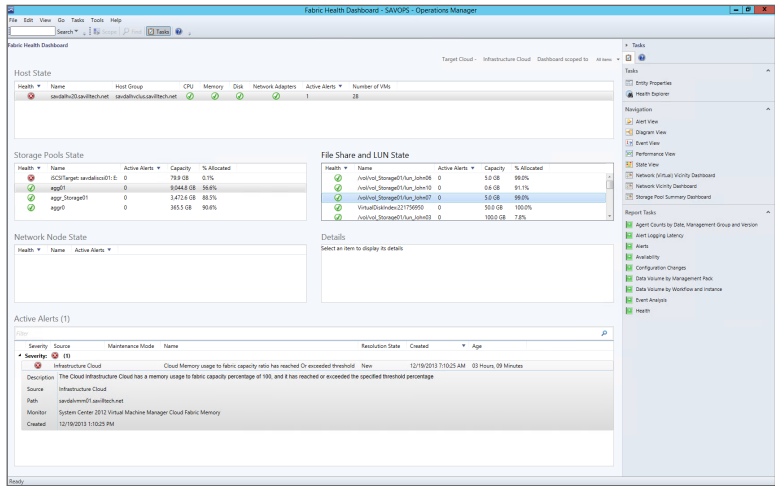 Fabric Health Dashboard - SAVOPS - Operations Manager
File Edit View Go Tasks Tools Help
Search Scope Find Tasks
Fabric Health Dashboard
Target Cloud - Infrastructure Cloud Dashboard scoped to All items
Host State
Health Name Host Group CPU Memory Disk Network Adapters Active Alerts Number of VMs
savdalhv20.savilltech.net savdalhvclus.savilltech.net 1 28
Storage Pools State
Health Name Active Alerts Capacity % Allocated
iSCSITarget: savdaliscsi01: E: 0 79.9 GB 0.1%
agg01 0 9,044.8 GB 56.6%
aggr_Storage01 0 3,472.6 GB 88.5%
aggr0 0 365.5 GB 90.6%
File Share and LUN State
Health Name Active Alerts Capacity % Allocated
/vol/vol_Storage01/lun_John06 0 5.0 GB 99.0%
/vol/vol_Storage01/lun_John10 0 0.6 GB 91.1%
/vol/vol_Storage01/lun_John07 0 5.0 GB 99.0%
VirtualDiskIndex:221756950 0 50.0 GB 100.0%
/vol/vol_Storage01/lun_John03 0 100.0 GB 7.8%
Network Node State
Health Name Active Alerts
Details
Select an item to display its details
Active Alerts (1)
Filter
Severity Source Maintenance Mode Name Resolution State Created Age
Severity: (1)
Infrastructure Cloud Cloud Memory usage to fabric capacity ratio has reached Or exceeded threshold New 12/19/2013 7:10:25 AM 03 Hours, 09 Minutes
Description The Cloud Infrastructure Cloud has a memory usage to fabric capacity percentage of 100, and it has reached or exceeded the specified threshold percentage
Source Infrastructure Cloud
Path savdalvmm01.savilltech.net
Monitor System Center 2012 Virtual Machine Manager Cloud Fabric Memory
Created 12/19/2013 1:10:25 PM
Ready
Tasks
Tasks
Entity Properties
Health Explorer
Navigation
Alert View
Diagram View
Event View
Performance View
State View
Network (Virtual) Vicinity Dashboard
Network Vicinity Dashboard
Storage Pool Summary Dashboard
Report Tasks
Agent Counts by Date, Management Group and Version
Alert Logging Latency
Alerts
Availability
Configuration Changes
Data Volume by Management Pack
Data Volume by Workflow and Instance
Event Analysis
Health